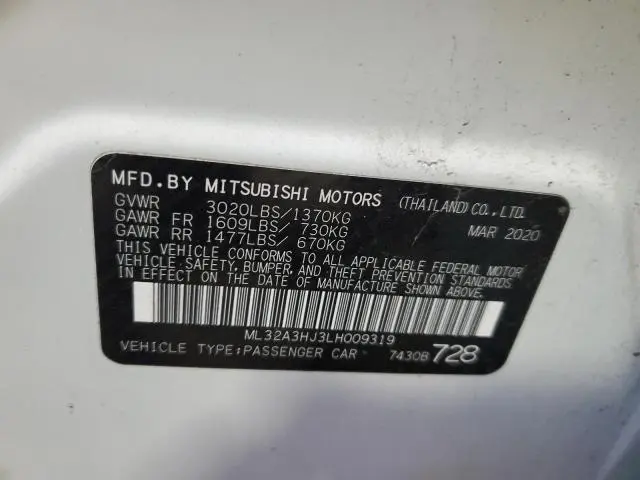 MFD.BY MITSUBISHI MOTORS (THAILAND)CO.,LTD.
GVWR 3020LBS/1370KG MAR 2020
GAWR FR 1609LBS/ 730KG
GAWR RR 1477LBS/ 670KG
THIS VEHICLE CONFORMS TO ALL APPLICABLE FEDERAL MOTOR
VEHICLE,SAFETY,BUMPER,AND THEFT PREVENTION STANDARDS
IN EFFECT ON THE DATE OF MANUFACTURE SHOWN ABOVE.
ML32A3HJ3LH009319
VEHICLE TYPE;PASSENGER CAR 7430B 728